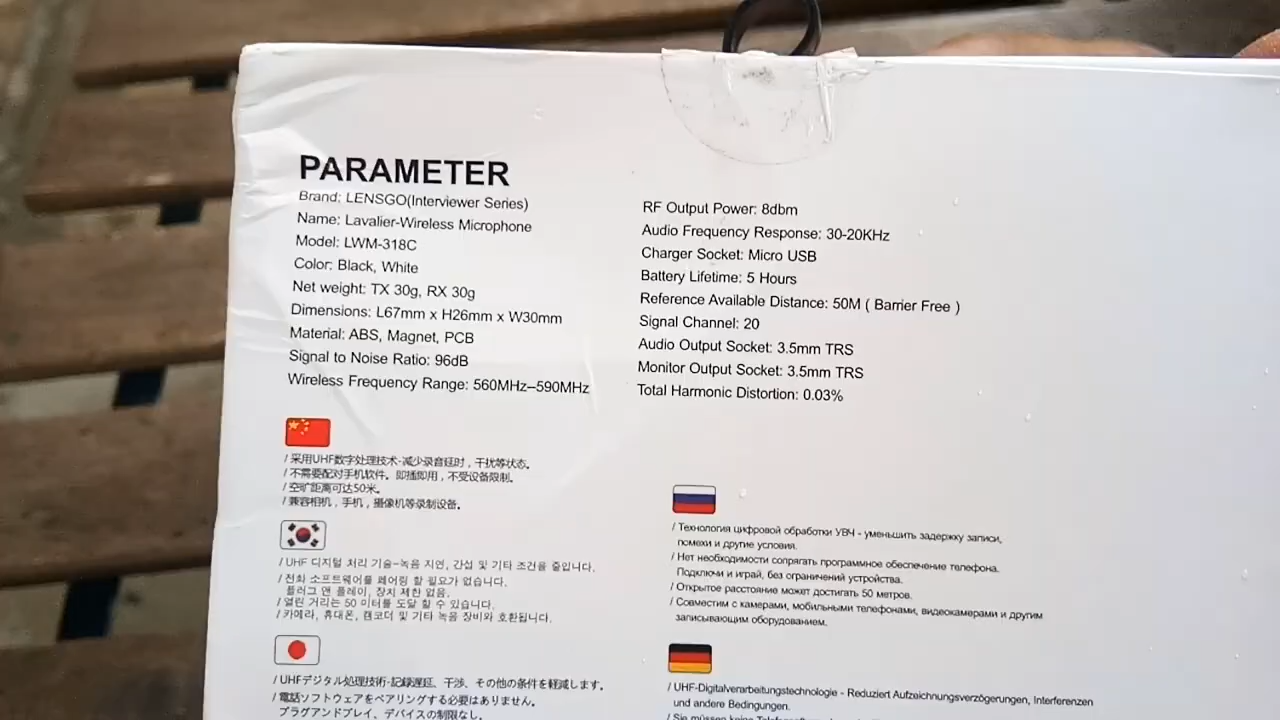 PARAMETER
Brand: LENSGO(Interviewer Series)
Name: Lavalier-Wireless Microphone
Model: LWM-318C
Color: Black, White
Net weight: TX 30g, RX 30g
Dimensions: L67mm x H26mm x W30mm
Material: ABS, Magnet, PCB
Signal to Noise Ratio: 96dB
Wireless Frequency Range: 560MHz–590MHz
RF Output Power: 8dbm
Audio Frequency Response: 30-20KHz
Charger Socket: Micro USB
Battery Lifetime: 5 Hours
Reference Available Distance: 50M ( Barrier Free )
Signal Channel: 20
Audio Output Socket: 3.5mm TRS
Monitor Output Socket: 3.5mm TRS
Total Harmonic Distortion: 0.03%
/ 采用UHF数字处理技术-减少录音延时，干扰等状态。
/ 不需要配对手机软件。即插即用，不受设备限制。
/ 空旷距离可达50米。
/ 兼容相机，手机，摄像机等录制设备。
/ UHF 디지털 처리 기술-녹음 지연, 간섭 및 기타 조건을 줄입니다.
/ 전화 소프트웨어를 페어링 할 필요가 없습니다.
플러그 앤 플레이, 장치 제한 없음.
/ 열린 거리는 50 미터를 도달 할 수 있습니다.
/ 카메라, 휴대폰, 캠코더 및 기타 녹음 장비와 호환됩니다.
/ UHFデジタル処理技術-記録遅延、干渉、その他の条件を軽減します。
/ 電話ソフトウェアをペアリングする必要はありません。
プラグアンドプレイ、デバイスの制限なし。
/ Технология цифровой обработки УВЧ - уменьшить задержку записи,
помехи и другие условия.
/ Нет необходимости сопрягать программное обеспечение телефона.
Подключи и играй, без ограничений устройства.
/ Открытое расстояние может достигать 50 метров.
/ Совместим с камерами, мобильными телефонами, видеокамерами и другим
записывающим оборудованием.
/ UHF-Digitalverarbeitungstechnologie - Reduziert Aufzeichnungsverzögerungen, Interferenzen
und andere Bedingungen.
/ Sie müssen keine